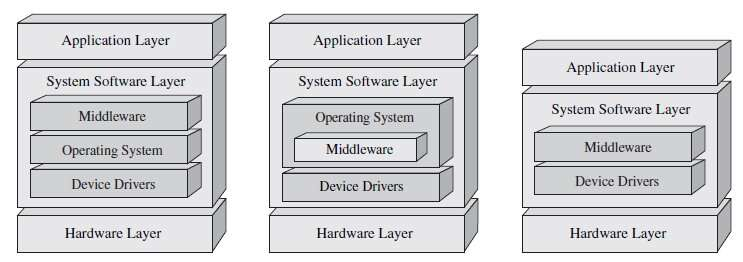 Application Layer
System Software Layer
Middleware
Operating System
Device Drivers
Hardware Layer
Application Layer
System Software Layer
Operating System
Middleware
Device Drivers
Hardware Layer
Application Layer
System Software Layer
Middleware
Device Drivers
Hardware Layer